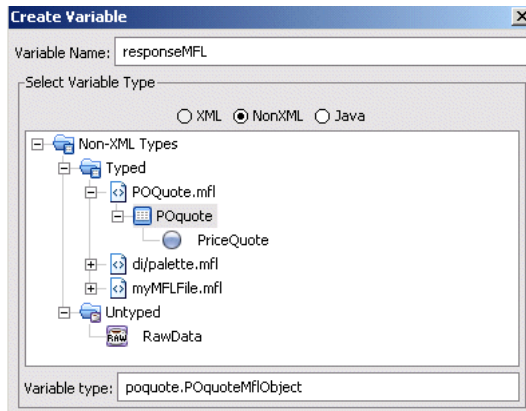 Create Variable
Variable Name: responseMFL
Select Variable Type
XML NonXML Java
Non-XML Types
Typed
POQuote.mfl
POquote
PriceQuote
di/palette.mfl
myMFLFile.mfl
Untyped
RAW RawData
Variable type: poquote.POquoteMflObject